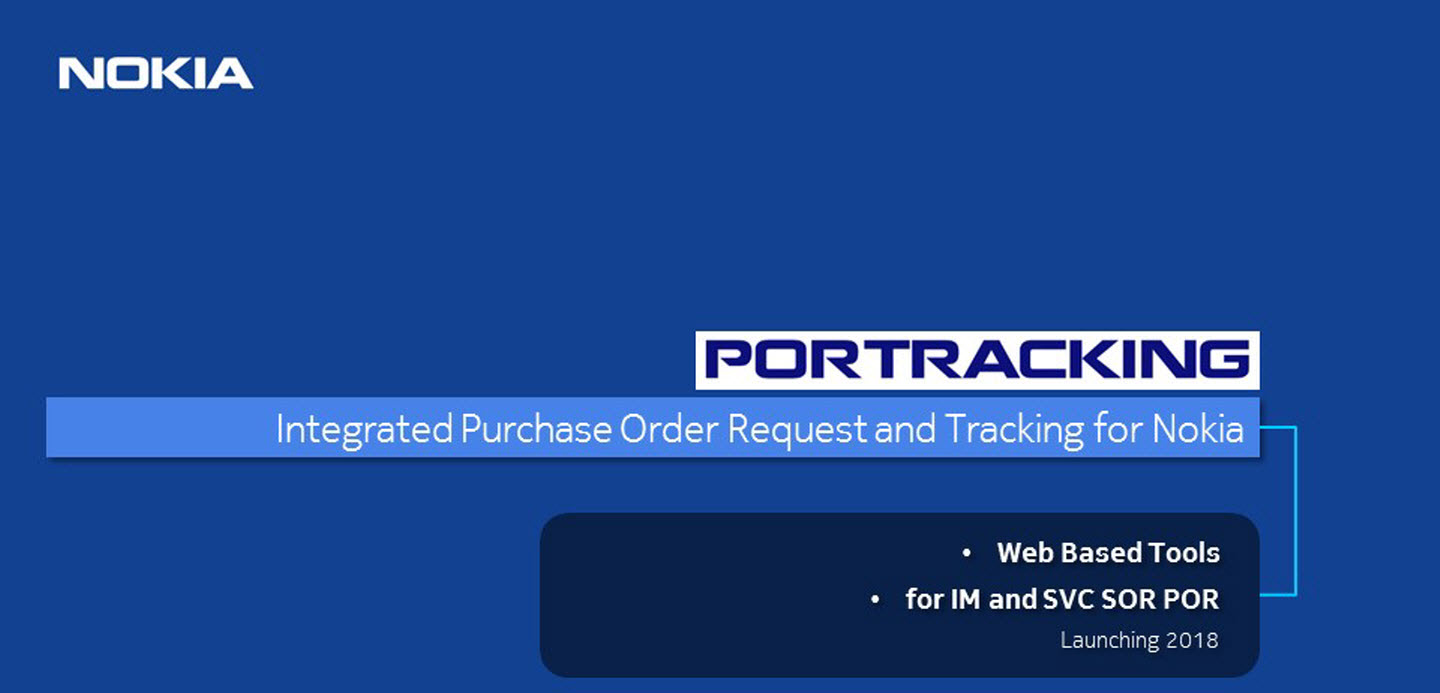 NOKIA
PORTRACKING
Integrated Purchase Order Request and Tracking for Nokia
• Web Based Tools
• for IM and SVC SOR POR
Launching 2018